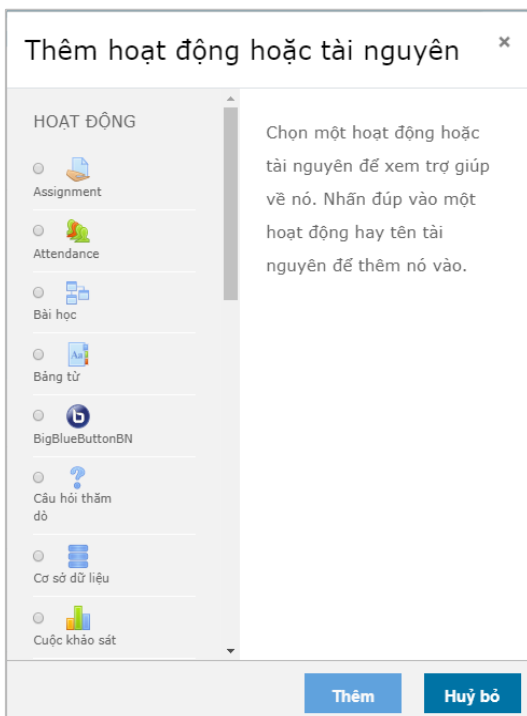 Thêm hoạt động hoặc tài nguyên ×
HOẠT ĐỘNG
Assignment
Attendance
Bài học
Bảng từ
BigBlueButtonBN
Câu hỏi thăm
dò
Cơ sở dữ liệu
Cuộc khảo sát
Chọn một hoạt động hoặc
tài nguyên để xem trợ giúp
về nó. Nhấn đúp vào một
hoạt động hay tên tài
nguyên để thêm nó vào.
Thêm
Huỷ bỏ